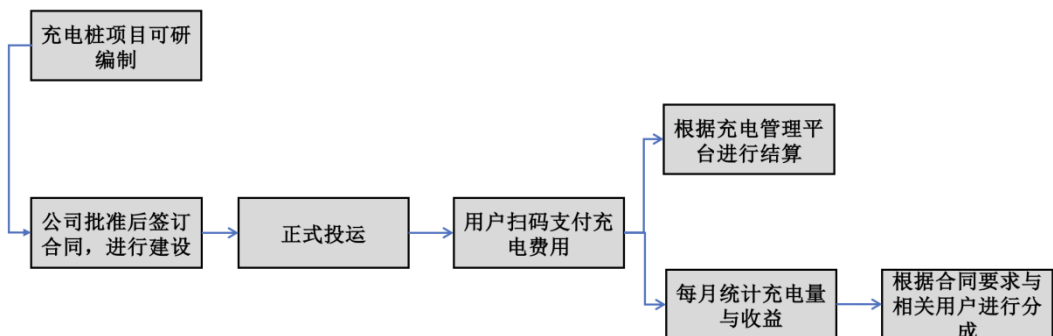 充电桩项目可研
编制
根据充电管理平
台进行结算
公司批准后签订
合同，进行建设
正式投运
用户扫码支付充
电费用
每月统计充电量
与收益
根据合同要求与
相关用户进行分
成